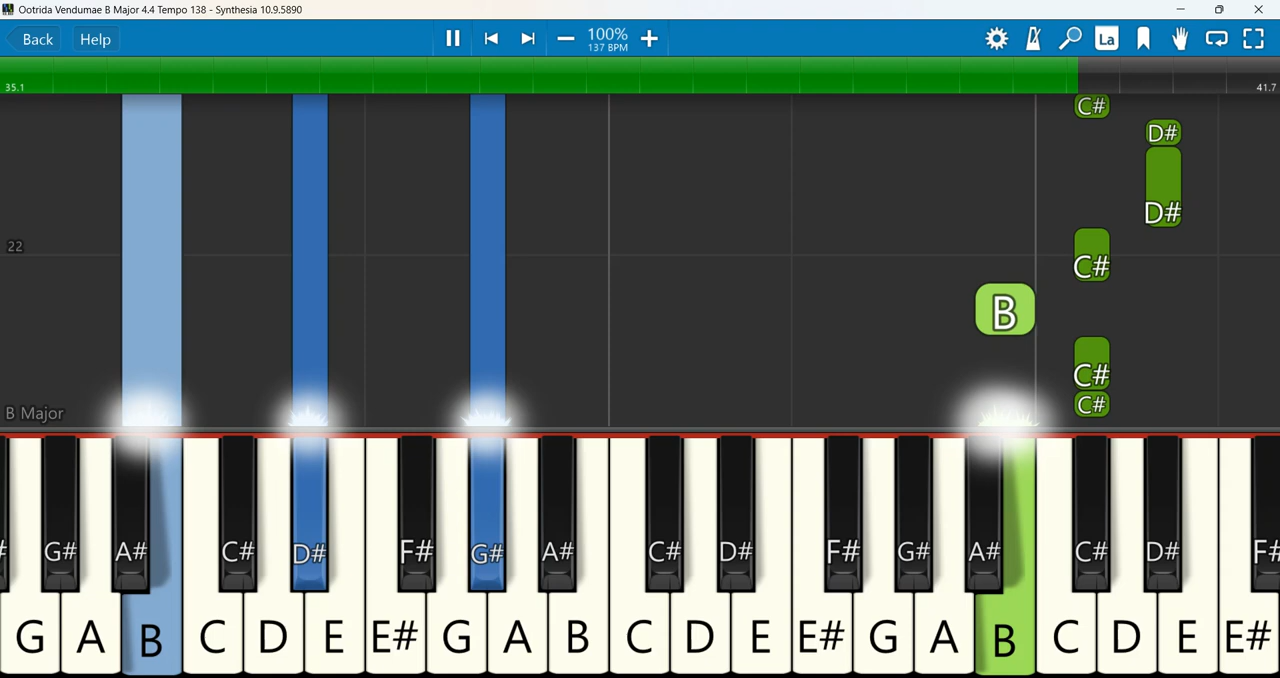 Ootrida Vendumae B Major 4.4 Tempo 138 - Synthesia 10.9.5890
Back Help 100% La
137 BPM
35.1 41.7
C#
D#
D#
22
C#
B
C#
C#
B Major
G# A# C# D# F# G# A# C# D# F# G# A# C# D# F#
G A B C D E E# G A B C D E E# G A B C D E E#